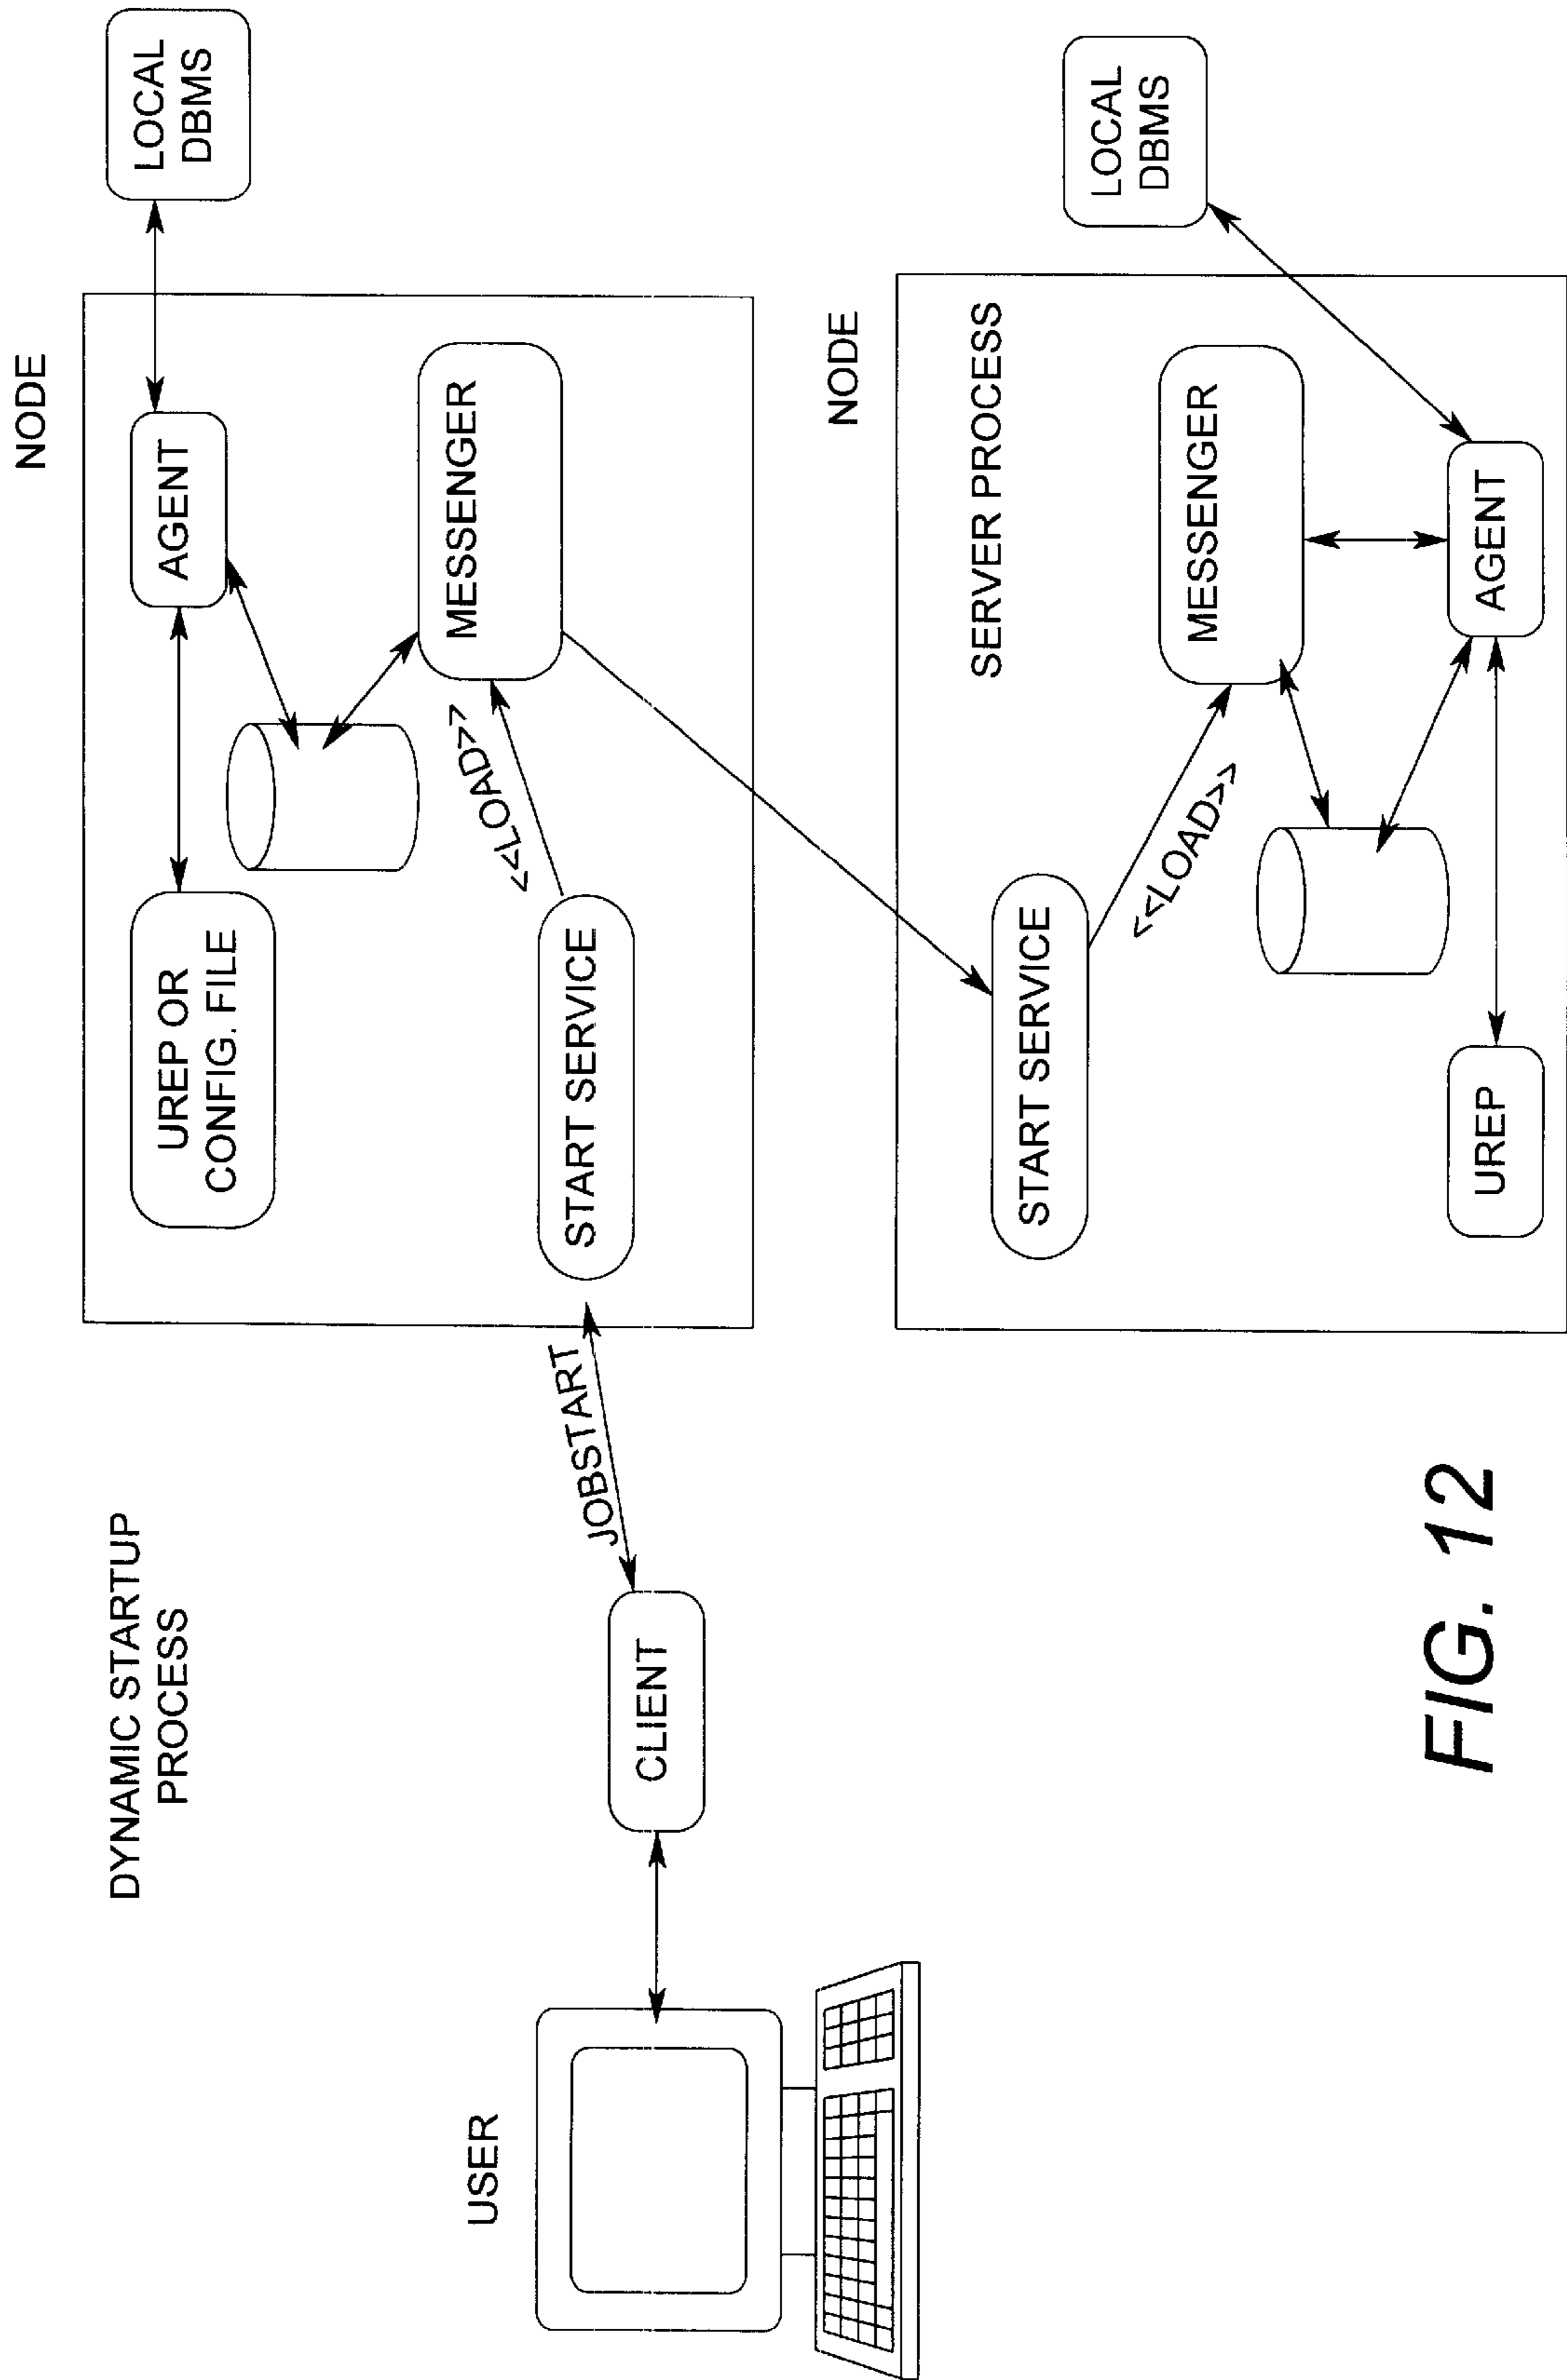 DYNAMIC STARTUP
PROCESS
USER
CLIENT
JOBSTART
NODE
UREP OR
CONFIG. FILE
AGENT
LOCAL
DBMS
START SERVICE
<<LOAD>>
MESSENGER
NODE
SERVER PROCESS
START SERVICE
<<LOAD>>
MESSENGER
LOCAL
DBMS
UREP
AGENT
FIG. 12